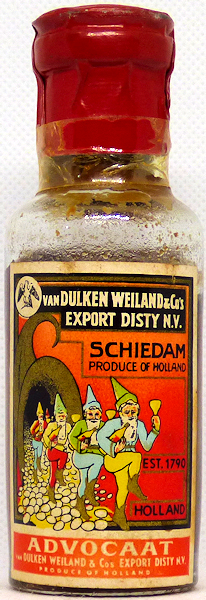 VAN DULKEN WEILAND & Co's
EXPORT DISTY N.V.
SCHIEDAM
PRODUCE OF HOLLAND
EST. 1790
HOLLAND
ADVOCAAT
VAN DULKEN WEILAND & Cos EXPORT DISTY N.V.
PRODUCE OF HOLLAND